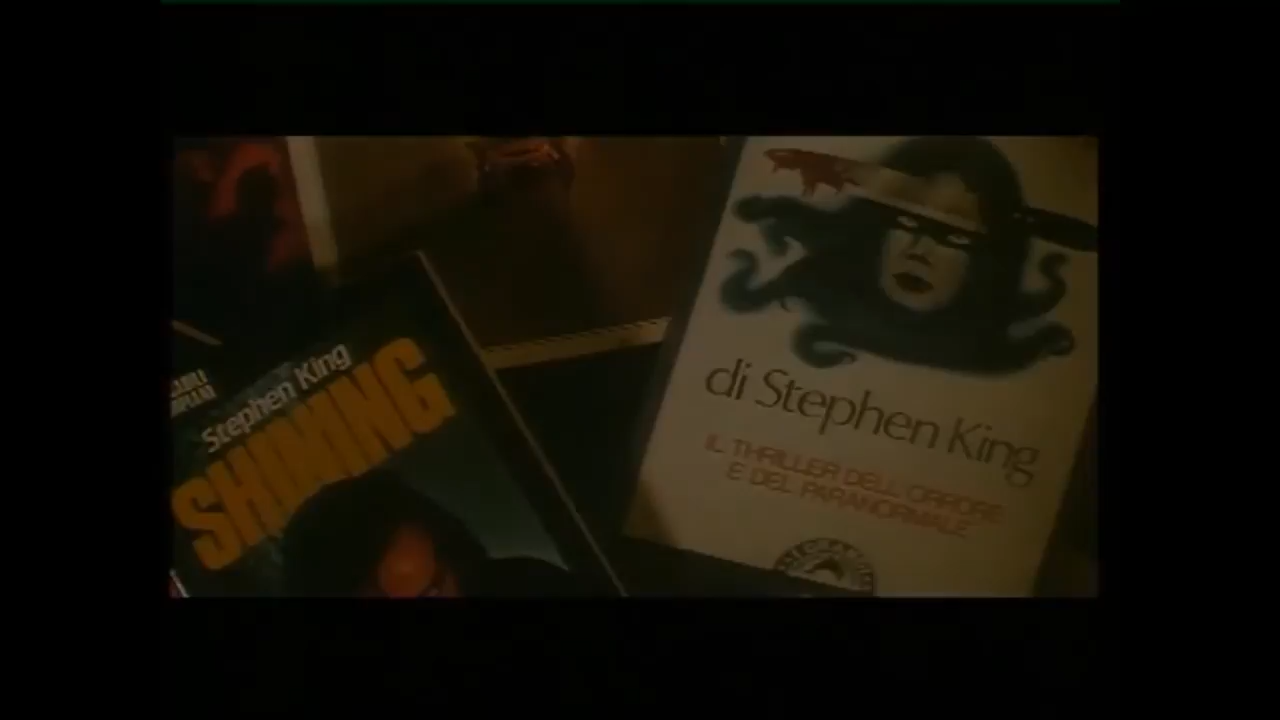 Stephen King
SHINING
di Stephen King
IL THRILLER DELL'ORRORE
E DEL PARANORMALE